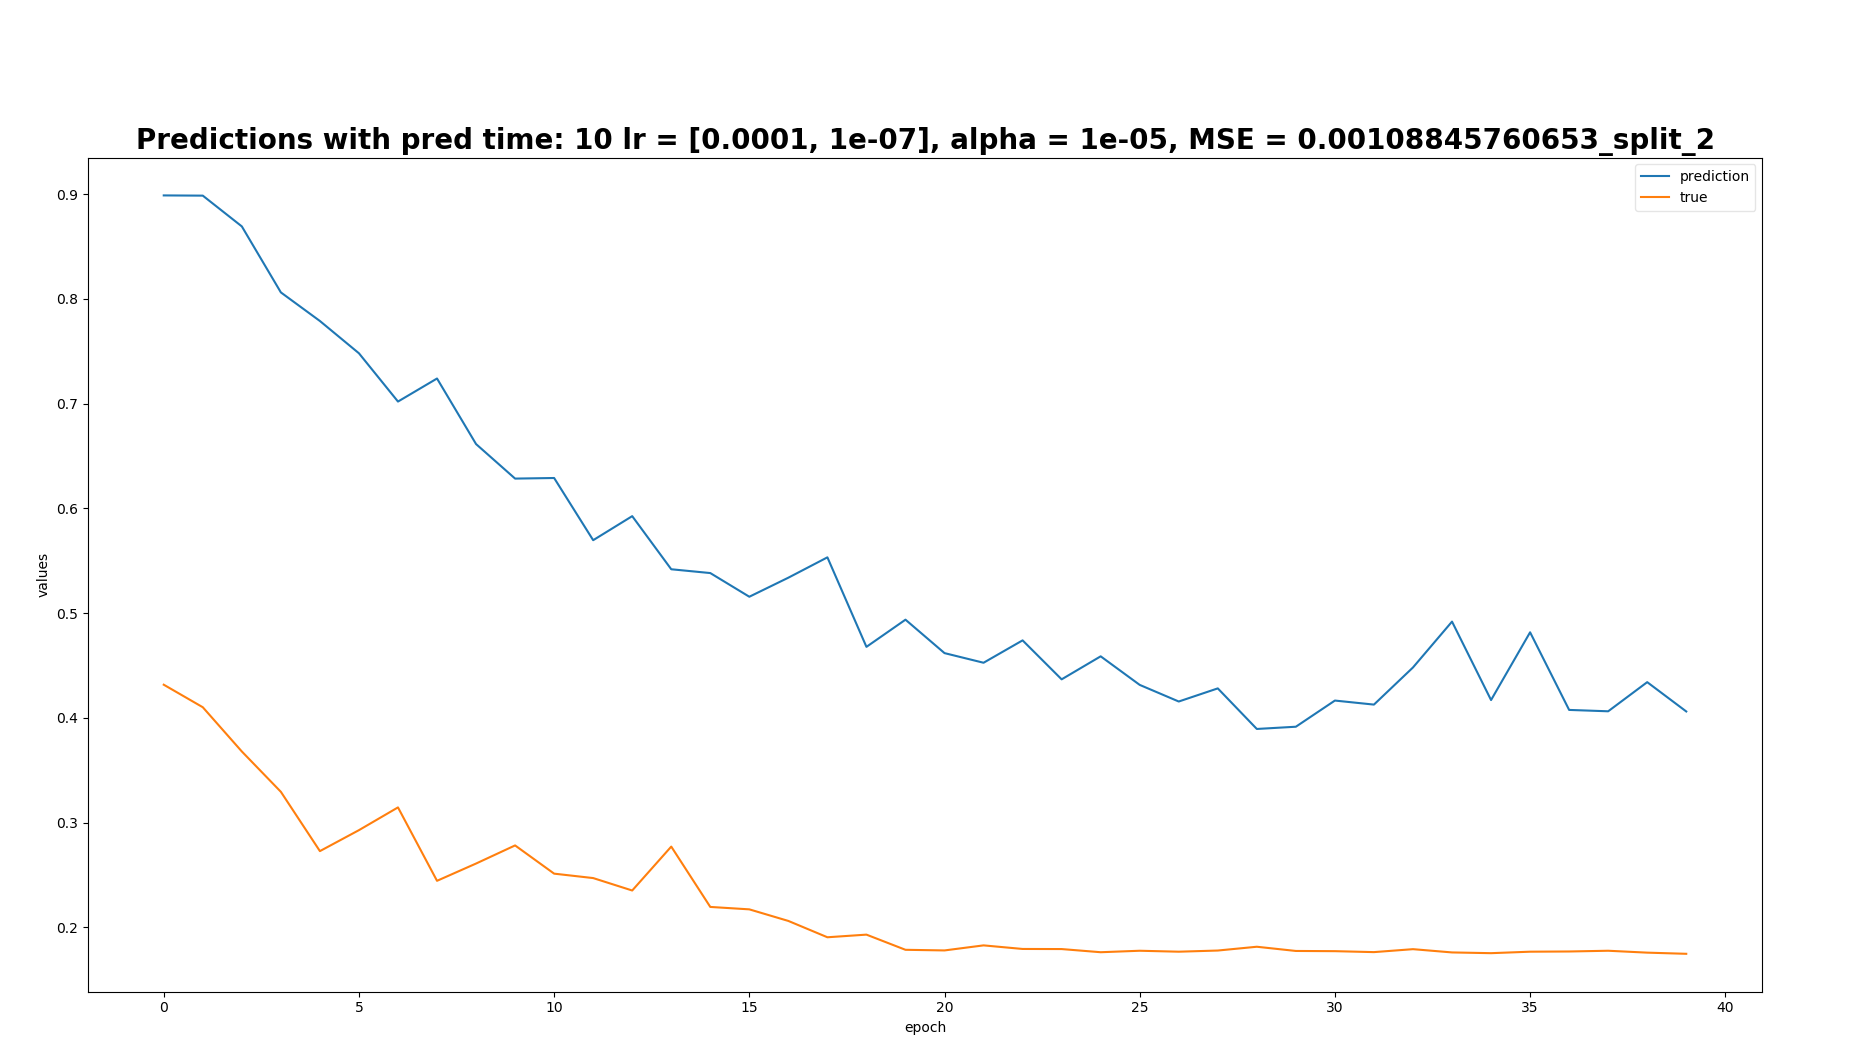 Predictions with pred time: 10 lr = [0.0001, 1e-07], alpha = 1e-05, MSE = 0.00108845760653_split_2
prediction
true
0.9
0.8
0.7
0.6
0.5
0.4
0.3
0.2
values
0 5 10 15 20 25 30 35 40
epoch